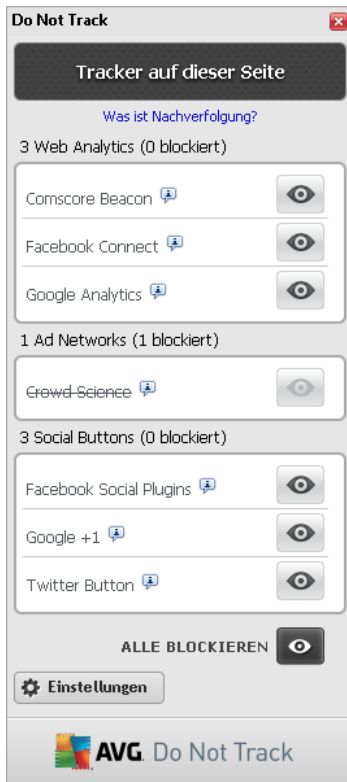 Do Not Track
Tracker auf dieser Seite
Was ist Nachverfolgung?
3 Web Analytics (0 blockiert)
Comscore Beacon
Facebook Connect
Google Analytics
1 Ad Networks (1 blockiert)
Crowd Science
3 Social Buttons (0 blockiert)
Facebook Social Plugins
Google +1
Twitter Button
ALLE BLOCKIEREN
Einstellungen
AVG. Do Not Track